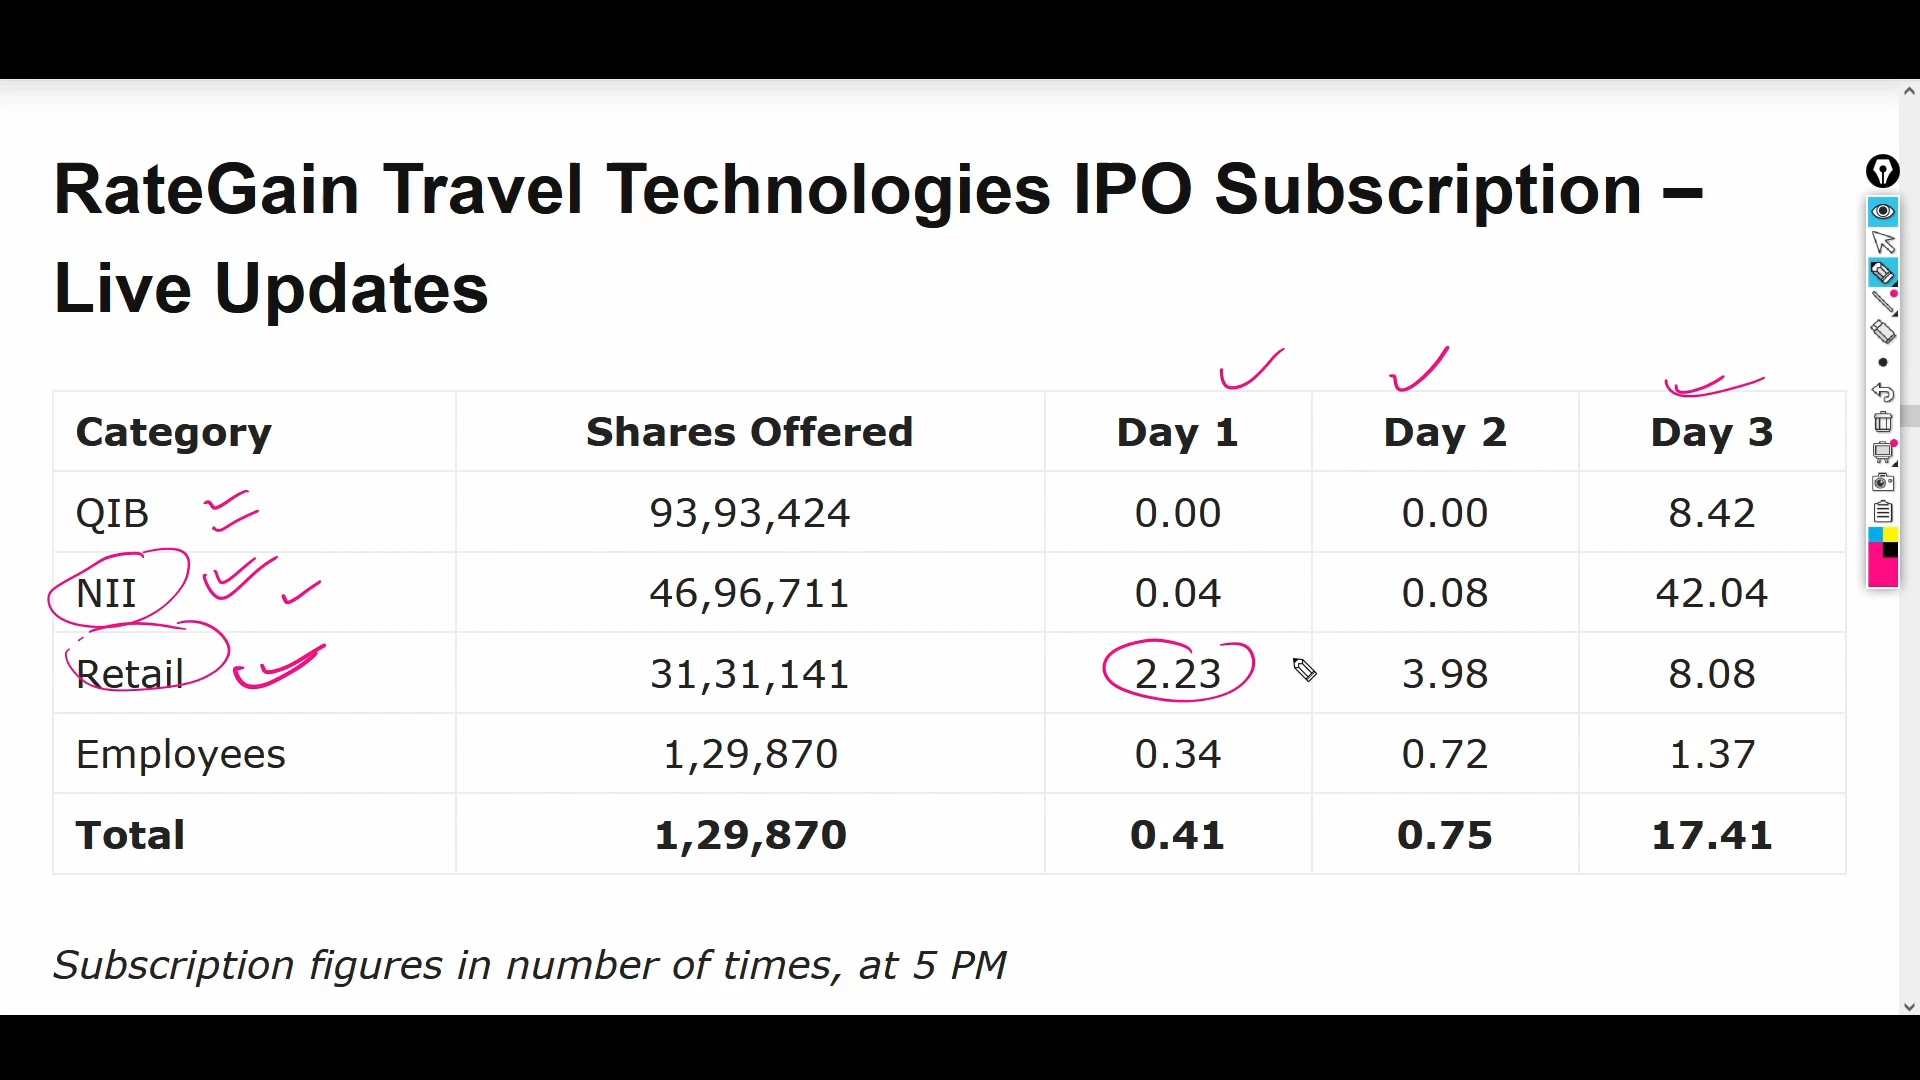 RateGain Travel Technologies IPO Subscription –
Live Updates
Category Shares Offered Day 1 Day 2 Day 3
QIB 93,93,424 0.00 0.00 8.42
NII 46,96,711 0.04 0.08 42.04
Retail 31,31,141 2.23 3.98 8.08
Employees 1,29,870 0.34 0.72 1.37
Total 1,29,870 0.41 0.75 17.41
Subscription figures in number of times, at 5 PM